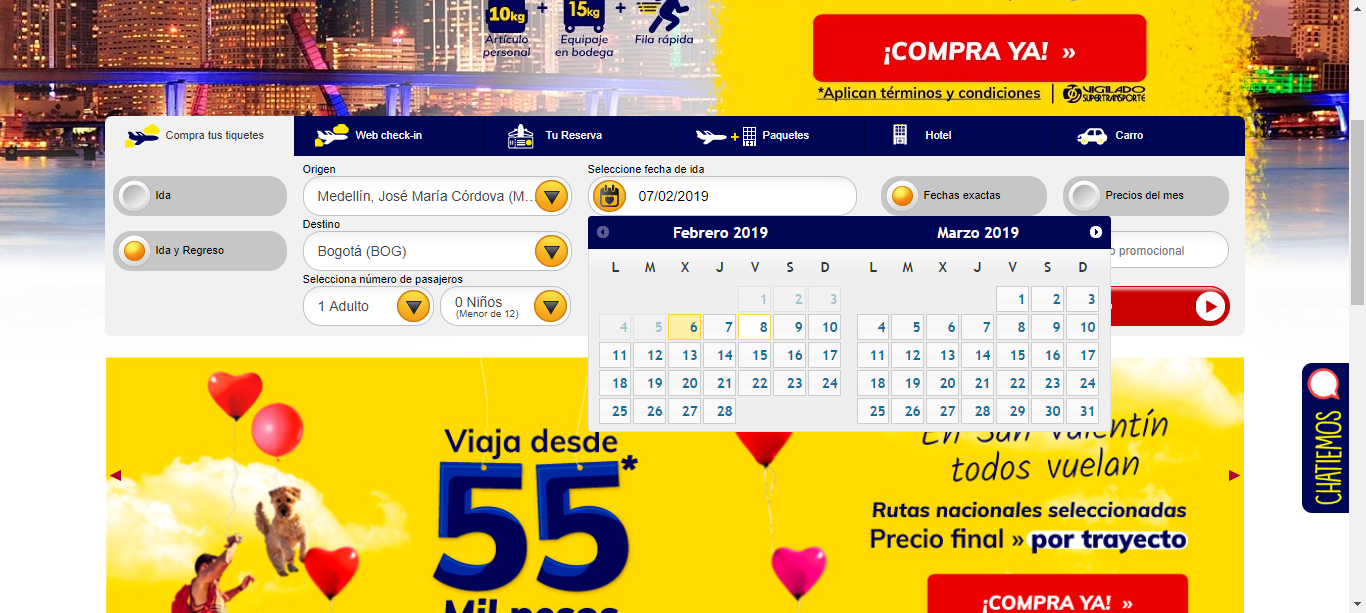 10kg + 15kg +
Artículo
personal
Equipaje
en bodega
Fila rápida
¡COMPRA YA! »
*Aplican términos y condiciones | VIGILADO
SUPERTRANSPORTE
Compra tus tiquetes
Web check-in
Tu Reserva
+
Paquetes
Hotel
Carro
Ida
Ida y Regreso
Origen
Medellín, José María Córdova (M...
Destino
Bogotá (BOG)
Selecciona número de pasajeros
1 Adulto
0 Niños
(Menor de 12)
Seleccione fecha de ida
07/02/2019
Fechas exactas
Precios del mes
promocional
Febrero 2019
L M X J V S D
1 2 3
4 5 6 7 8 9 10
11 12 13 14 15 16 17
18 19 20 21 22 23 24
25 26 27 28
Marzo 2019
L M X J V S D
1 2 3
4 5 6 7 8 9 10
11 12 13 14 15 16 17
18 19 20 21 22 23 24
25 26 27 28 29 30 31
CHATIEMOS
Viaja desde
55*
Mil pesos
En San Valentín
todos vuelan
Rutas nacionales seleccionadas
Precio final » por trayecto
¡COMPRA YA! »